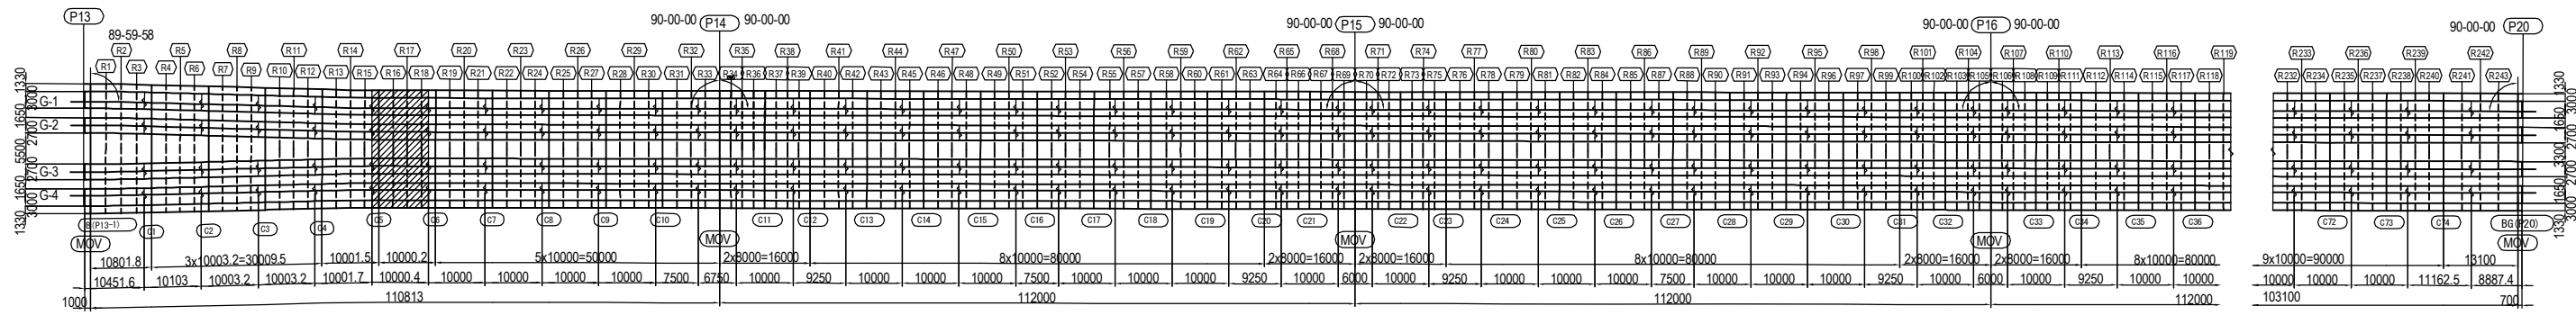 P13
90-00-00 P14 90-00-00
90-00-00 P15 90-00-00
90-00-00 P16 90-00-00
90-00-00 P20
89-59-58
R2 R5 R8 R11 R14 R17 R20 R23 R26 R29 R32 R35 R38 R41 R44 R47 R50 R53 R56 R59 R62 R65 R68 R71 R74 R77 R80 R83 R86 R89 R92 R95 R98 R101 R104 R107 R110 R113 R116 R119 R233 R236 R239 R242
R1 R3 R4 R6 R7 R9 R10 R12 R13 R15 R16 R18 R19 R21 R22 R24 R25 R27 R28 R30 R31 R33 R34 R36 R37 R39 R40 R42 R43 R45 R46 R48 R49 R51 R52 R54 R55 R57 R58 R60 R61 R63 R64 R66 R67 R69 R70 R72 R73 R75 R76 R78 R79 R81 R82 R84 R85 R87 R88 R90 R91 R93 R94 R96 R97 R99 R100 R102 R103 R105 R106 R108 R109 R111 R112 R114 R115 R117 R118 R232 R234 R235 R237 R238 R240 R241 R243
1330
3000
1650
2700
5500
2700
1650
3000
1330
G-1
G-2
G-3
G-4
1330
3000
1650
2700
3300
2700
1650
3000
1330
C1 C2 C3 C4 C5 C6 C7 C8 C9 C10 C11 C12 C13 C14 C15 C16 C17 C18 C19 C20 C21 C22 C23 C24 C25 C26 C27 C28 C29 C30 C31 C32 C33 C34 C35 C36 C72 C73 C74 BG(P20)
MOV MOV MOV MOV MOV
10801.8 3x10003.2=30009.5 10001.5 10000.2 5x10000=50000 2x8000=16000 8x10000=80000 2x8000=16000 2x8000=16000 8x10000=80000 2x8000=16000 2x8000=16000 8x10000=80000 9x10000=90000 13100
10451.6 10103 10003.2 10003.2 10001.7 10000.4 10000 10000 10000 10000 7500 6750 10000 9250 10000 10000 10000 7500 10000 10000 10000 9250 10000 6000 10000 9250 10000 10000 10000 7500 10000 10000 10000 9250 10000 6000 10000 9250 10000 10000 10000 10000 10000 11162.5 8887.4
1000 110813 112000 112000 112000 103100 700